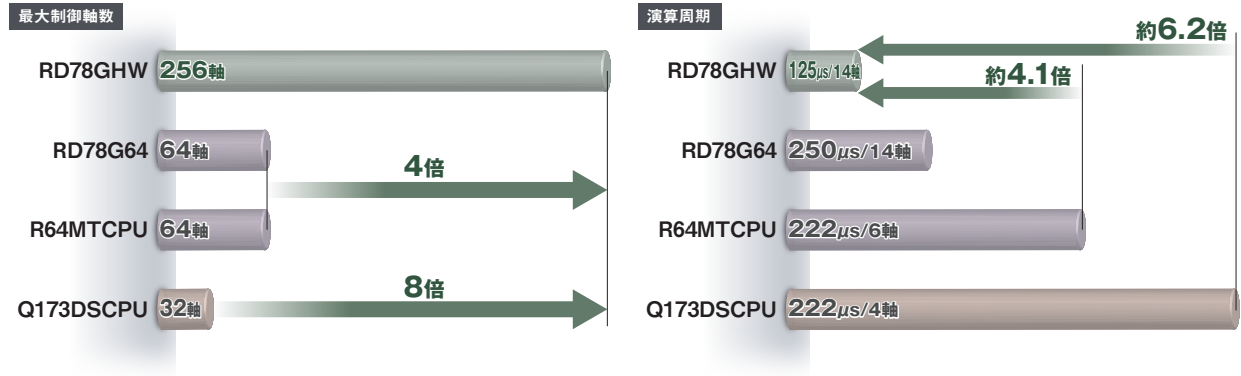 最大制御軸数
RD78GHW 256軸
RD78G64 64軸
4倍
R64MTCPU 64軸
Q173DSCPU 32軸
8倍
演算周期
約6.2倍
RD78GHW 125μs/14軸
約4.1倍
RD78G64 250μs/14軸
R64MTCPU 222μs/6軸
Q173DSCPU 222μs/4軸